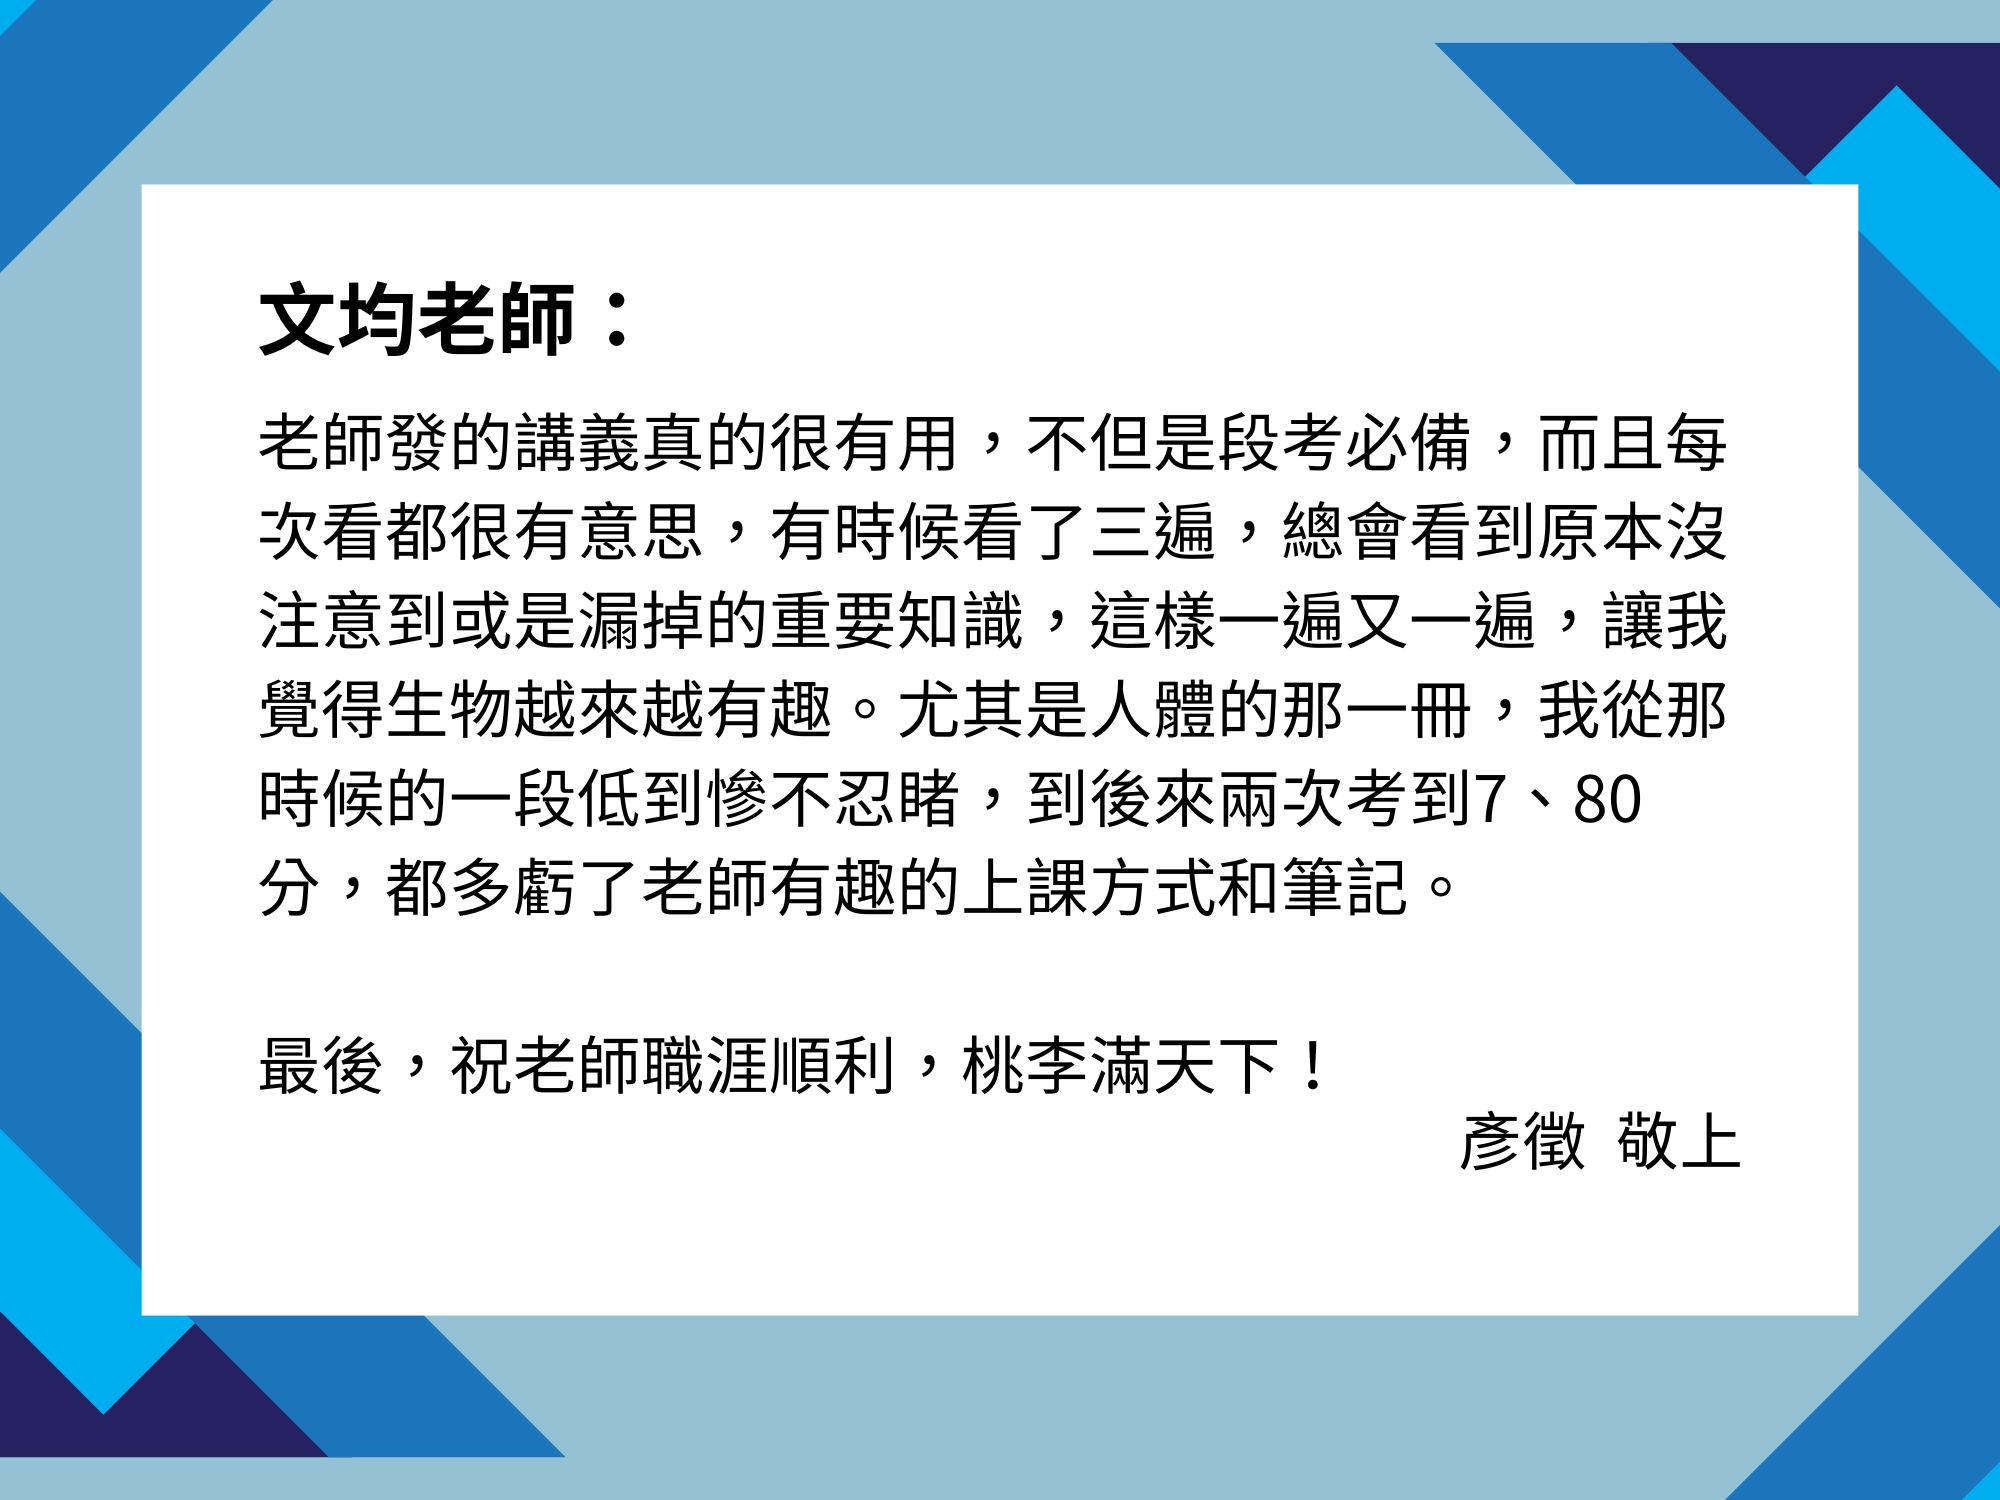 文均老師：
老師發的講義真的很有用，不但是段考必備，而且每
次看都很有意思，有時候看了三遍，總會看到原本沒
注意到或是漏掉的重要知識，這樣一遍又一遍，讓我
覺得生物越來越有趣。尤其是人體的那一冊，我從那
時候的一段低到慘不忍睹，到後來兩次考到7、80
分，都多虧了老師有趣的上課方式和筆記。
最後，祝老師職涯順利，桃李滿天下！
彥徵 敬上